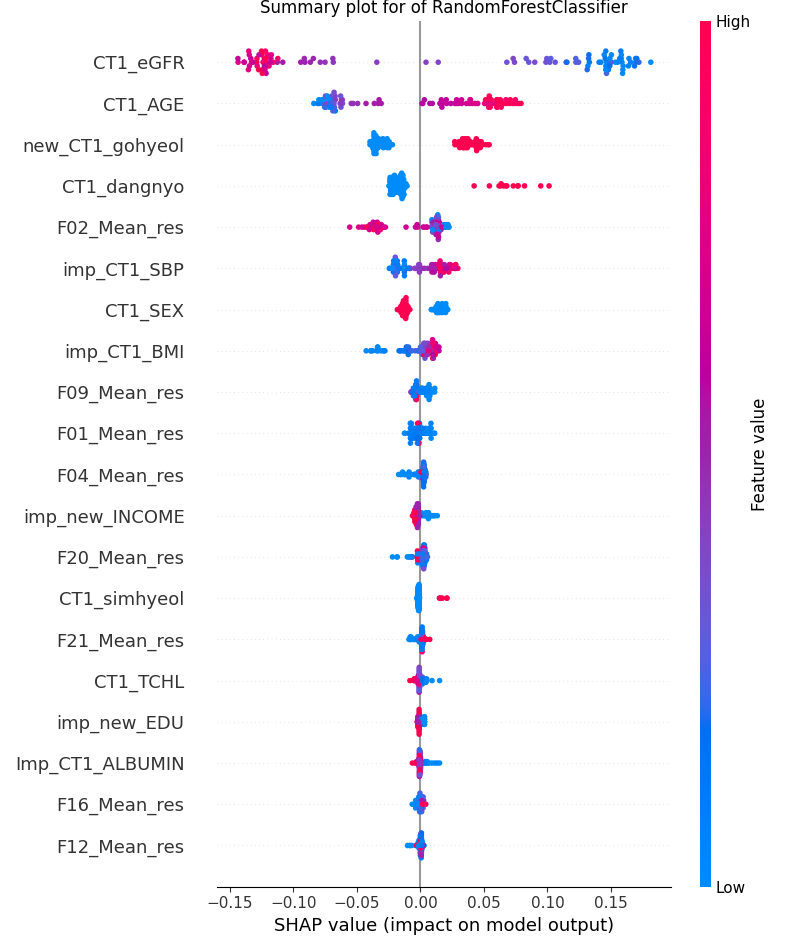 Summary plot for of RandomForestClassifier
High
CT1_eGFR
CT1_AGE
new_CT1_gohyeol
CT1_dangnyo
F02_Mean_res
imp_CT1_SBP
CT1_SEX
imp_CT1_BMI
F09_Mean_res
F01_Mean_res
F04_Mean_res
imp_new_INCOME
F20_Mean_res
CT1_simhyeol
F21_Mean_res
CT1_TCHL
imp_new_EDU
Imp_CT1_ALBUMIN
F16_Mean_res
F12_Mean_res
Feature value
Low
−0.15 −0.10 −0.05 0.00 0.05 0.10 0.15
SHAP value (impact on model output)